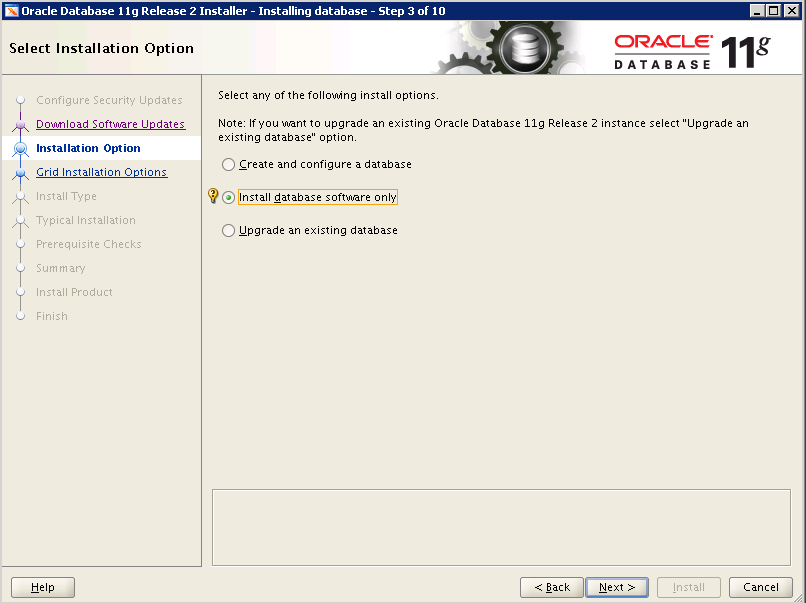 Oracle Database 11g Release 2 Installer - Installing database - Step 3 of 10
Select Installation Option
ORACLE
DATABASE
11g
Configure Security Updates
Download Software Updates
Installation Option
Grid Installation Options
Install Type
Typical Installation
Prerequisite Checks
Summary
Install Product
Finish
Select any of the following install options.
Note: If you want to upgrade an existing Oracle Database 11g Release 2 instance select "Upgrade an
existing database" option.
Create and configure a database
Install database software only
Upgrade an existing database
Help
< Back
Next >
Install
Cancel